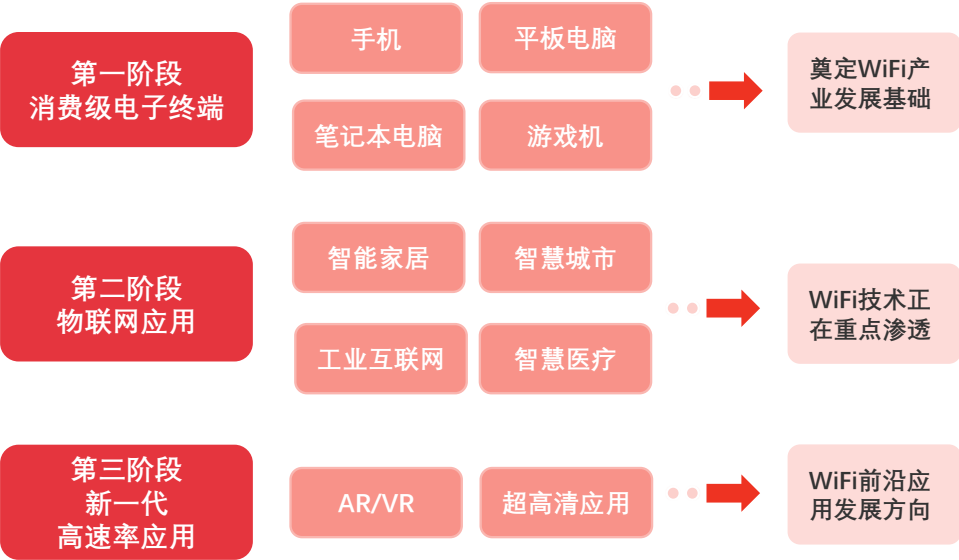 第一阶段
消费级电子终端
手机
平板电脑
笔记本电脑
游戏机
奠定WiFi产
业发展基础
第二阶段
物联网应用
智能家居
智慧城市
工业互联网
智慧医疗
WiFi技术正
在重点渗透
第三阶段
新一代
高速率应用
AR/VR
超高清应用
WiFi前沿应
用发展方向